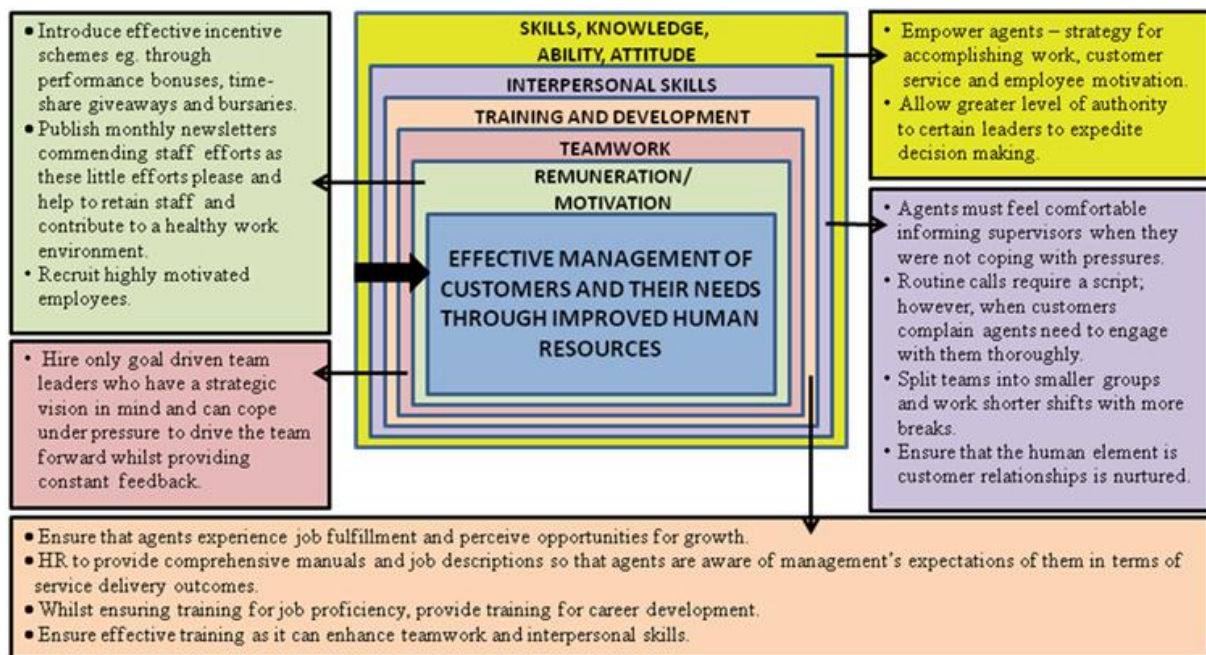 ● Introduce effective incentive
schemes eg. through
performance bonuses, time-
share giveaways and bursaries.
● Publish monthly newsletters
commending staff efforts as
these little efforts please and
help to retain staff and
contribute to a healthy work
environment.
● Recruit highly motivated
employees.
• Hire only goal driven team
leaders who have a strategic
vision in mind and can cope
under pressure to drive the team
forward whilst providing
constant feedback.
SKILLS, KNOWLEDGE,
ABILITY, ATTITUDE
INTERPERSONAL SKILLS
TRAINING AND DEVELOPMENT
TEAMWORK
REMUNERATION/
MOTIVATION
EFFECTIVE MANAGEMENT OF
CUSTOMERS AND THEIR NEEDS
THROUGH IMPROVED HUMAN
RESOURCES
• Empower agents – strategy for
accomplishing work, customer
service and employee motivation.
• Allow greater level of authority
to certain leaders to expedite
decision making.
• Agents must feel comfortable
informing supervisors when they
were not coping with pressures.
• Routine calls require a script;
however, when customers
complain agents need to engage
with them thoroughly.
• Split teams into smaller groups
and work shorter shifts with more
breaks.
• Ensure that the human element is
customer relationships is nurtured.
● Ensure that agents experience job fulfillment and perceive opportunities for growth.
● HR to provide comprehensive manuals and job descriptions so that agents are aware of management's expectations of them in terms of
service delivery outcomes.
● Whilst ensuring training for job proficiency, provide training for career development.
● Ensure effective training as it can enhance teamwork and interpersonal skills.